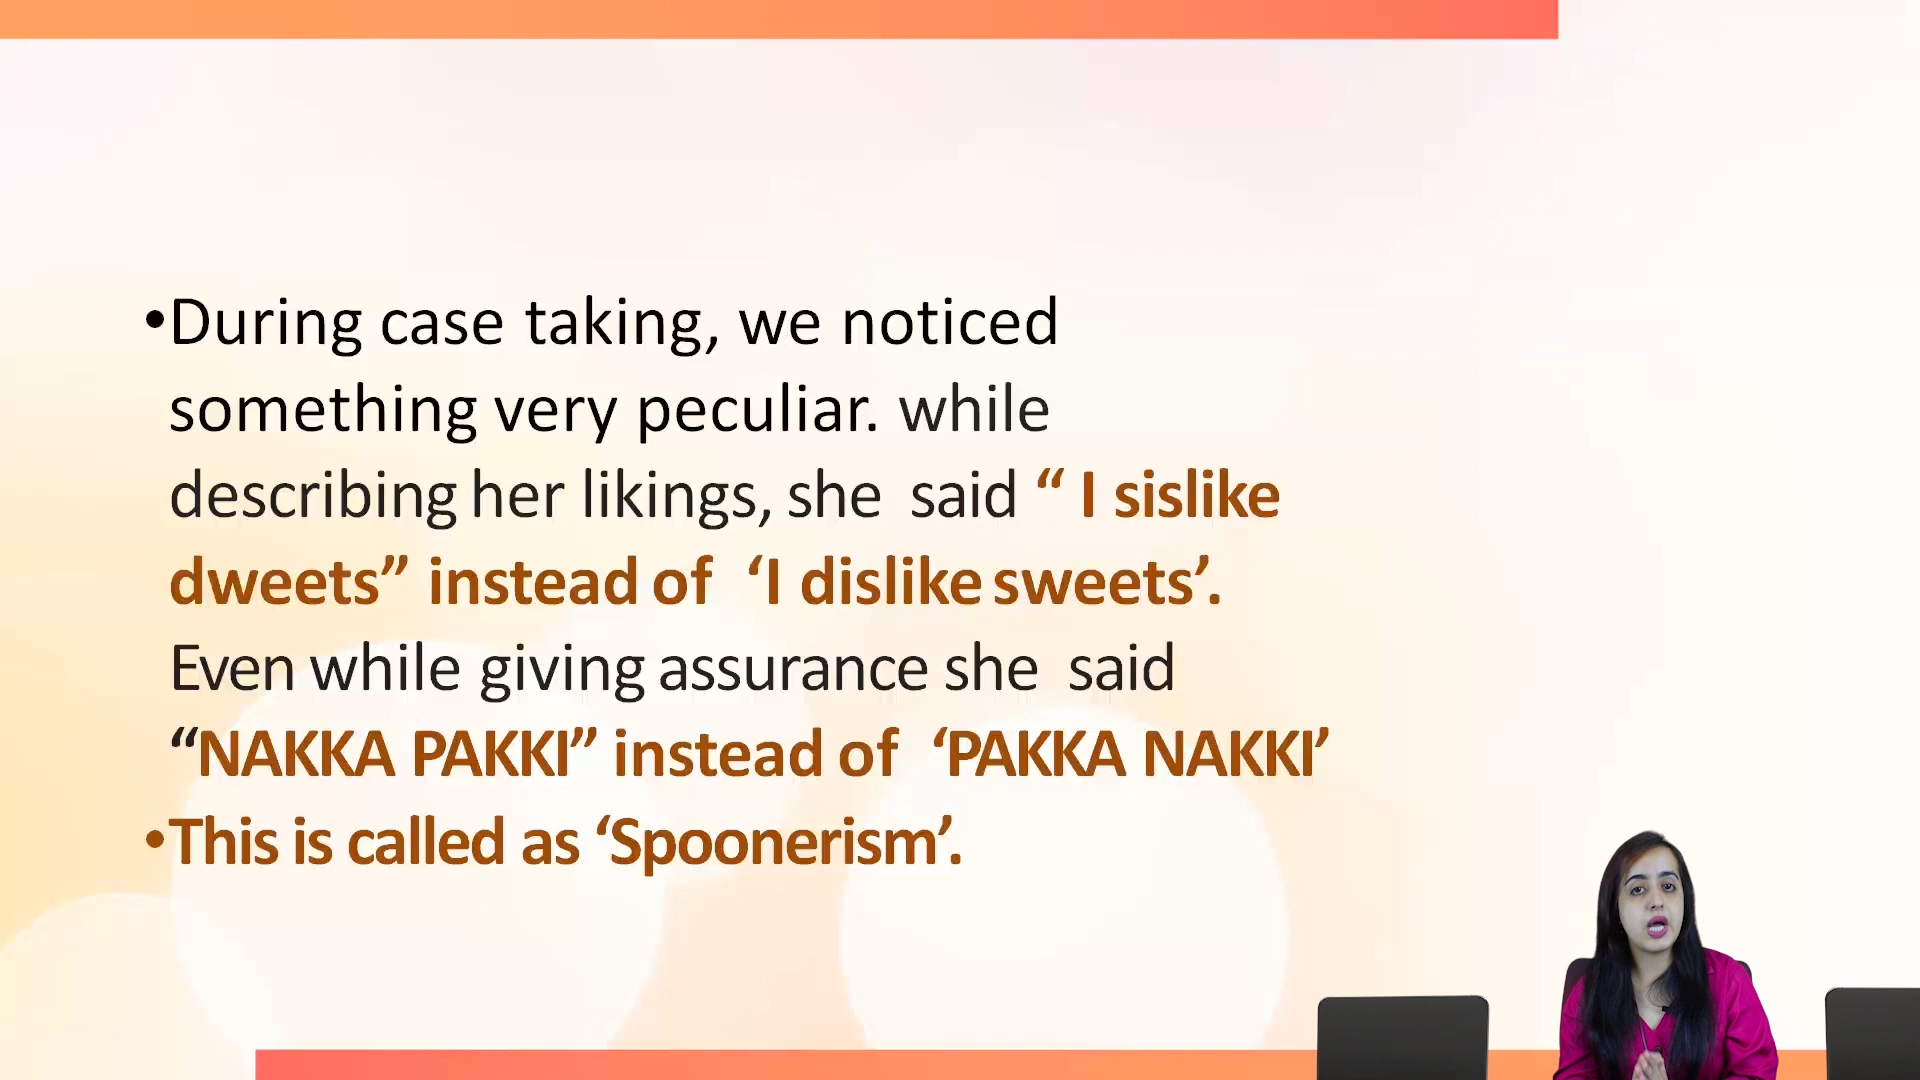 •During case taking, we noticed
something very peculiar. while
describing her likings, she said “ I sislike
dweets” instead of ‘I dislike sweets’.
Even while giving assurance she said
“NAKKA PAKKI” instead of ‘PAKKA NAKKI’
•This is called as ‘Spoonerism’.